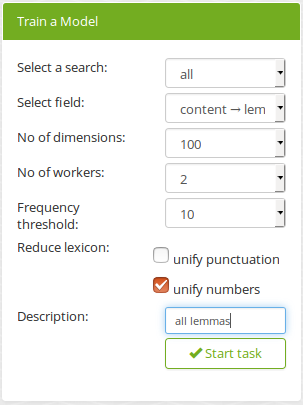 Train a Model
Select a search: all
Select field: content → lem
No of dimensions: 100
No of workers: 2
Frequency
threshold: 10
Reduce lexicon: unify punctuation
unify numbers
Description: all lemmas
Start task